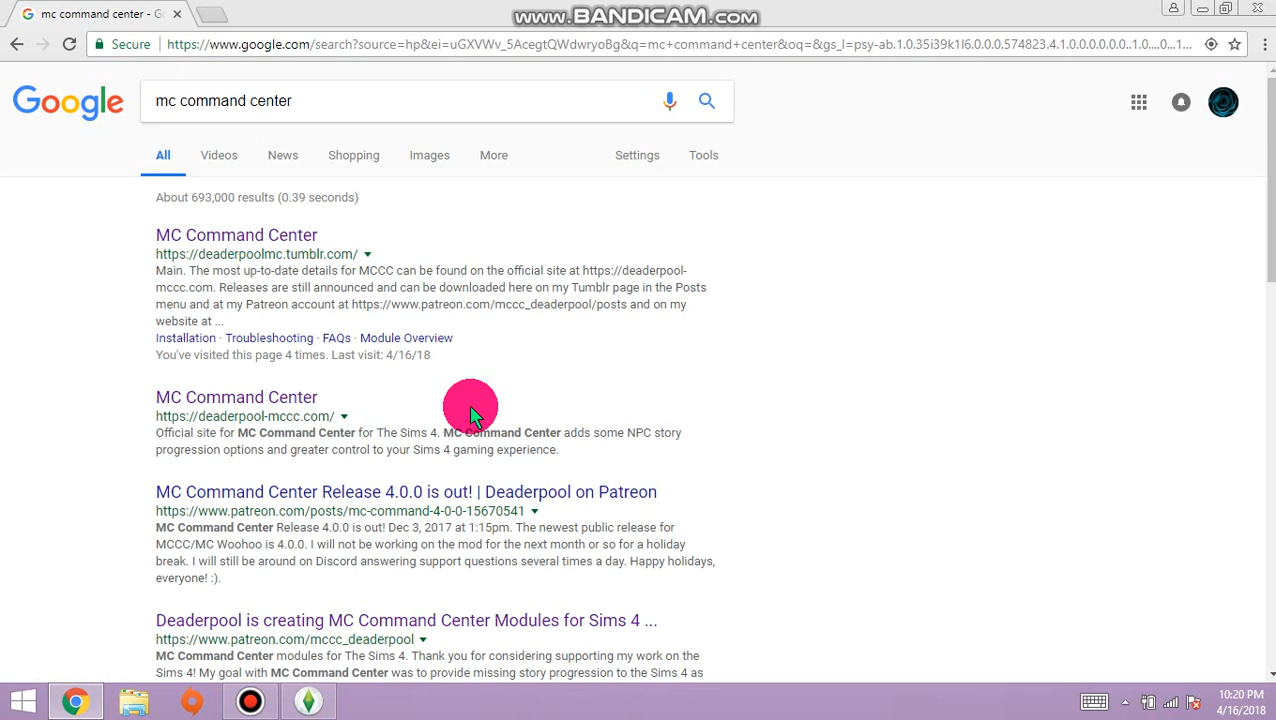 mc command center - G
www.BANDICAM.com
Secure
https://www.google.com/search?source=hp&ei=uGXVWv_5AcegtQWdwryoBg&q=mc+command+center&oq=&gs_l=psy-ab.1.0.35i39k1l6.0.0.0.574823.4.1.0.0.0.0.0.0..1.0....0...1...
Google
mc command center
All
Videos
News
Shopping
Images
More
Settings
Tools
About 693,000 results (0.39 seconds)
MC Command Center
https://deaderpoolmc.tumblr.com/
Main. The most up-to-date details for MCCC can be found on the official site at https://deaderpool-
mccc.com. Releases are still announced and can be downloaded here on my Tumblr page in the Posts
menu and at my Patreon account at https://www.patreon.com/mccc_deaderpool/posts and on my
website at ...
Installation · Troubleshooting · FAQs · Module Overview
You've visited this page 4 times. Last visit: 4/16/18
MC Command Center
https://deaderpool-mccc.com/
Official site for MC Command Center for The Sims 4. MC Command Center adds some NPC story
progression options and greater control to your Sims 4 gaming experience.
MC Command Center Release 4.0.0 is out! | Deaderpool on Patreon
https://www.patreon.com/posts/mc-command-4-0-0-15670541
MC Command Center Release 4.0.0 is out! Dec 3, 2017 at 1:15pm. The newest public release for
MCCC/MC Woohoo is 4.0.0. I will not be working on the mod for the next month or so for a holiday
break. I will still be around on Discord answering support questions several times a day. Happy holidays,
everyone! :).
Deaderpool is creating MC Command Center Modules for Sims 4 ...
https://www.patreon.com/mccc_deaderpool
MC Command Center modules for The Sims 4. Thank you for considering supporting my work on the
Sims 4! My goal with MC Command Center was to provide missing story progression to the Sims 4 as
10:20 PM
4/16/2018